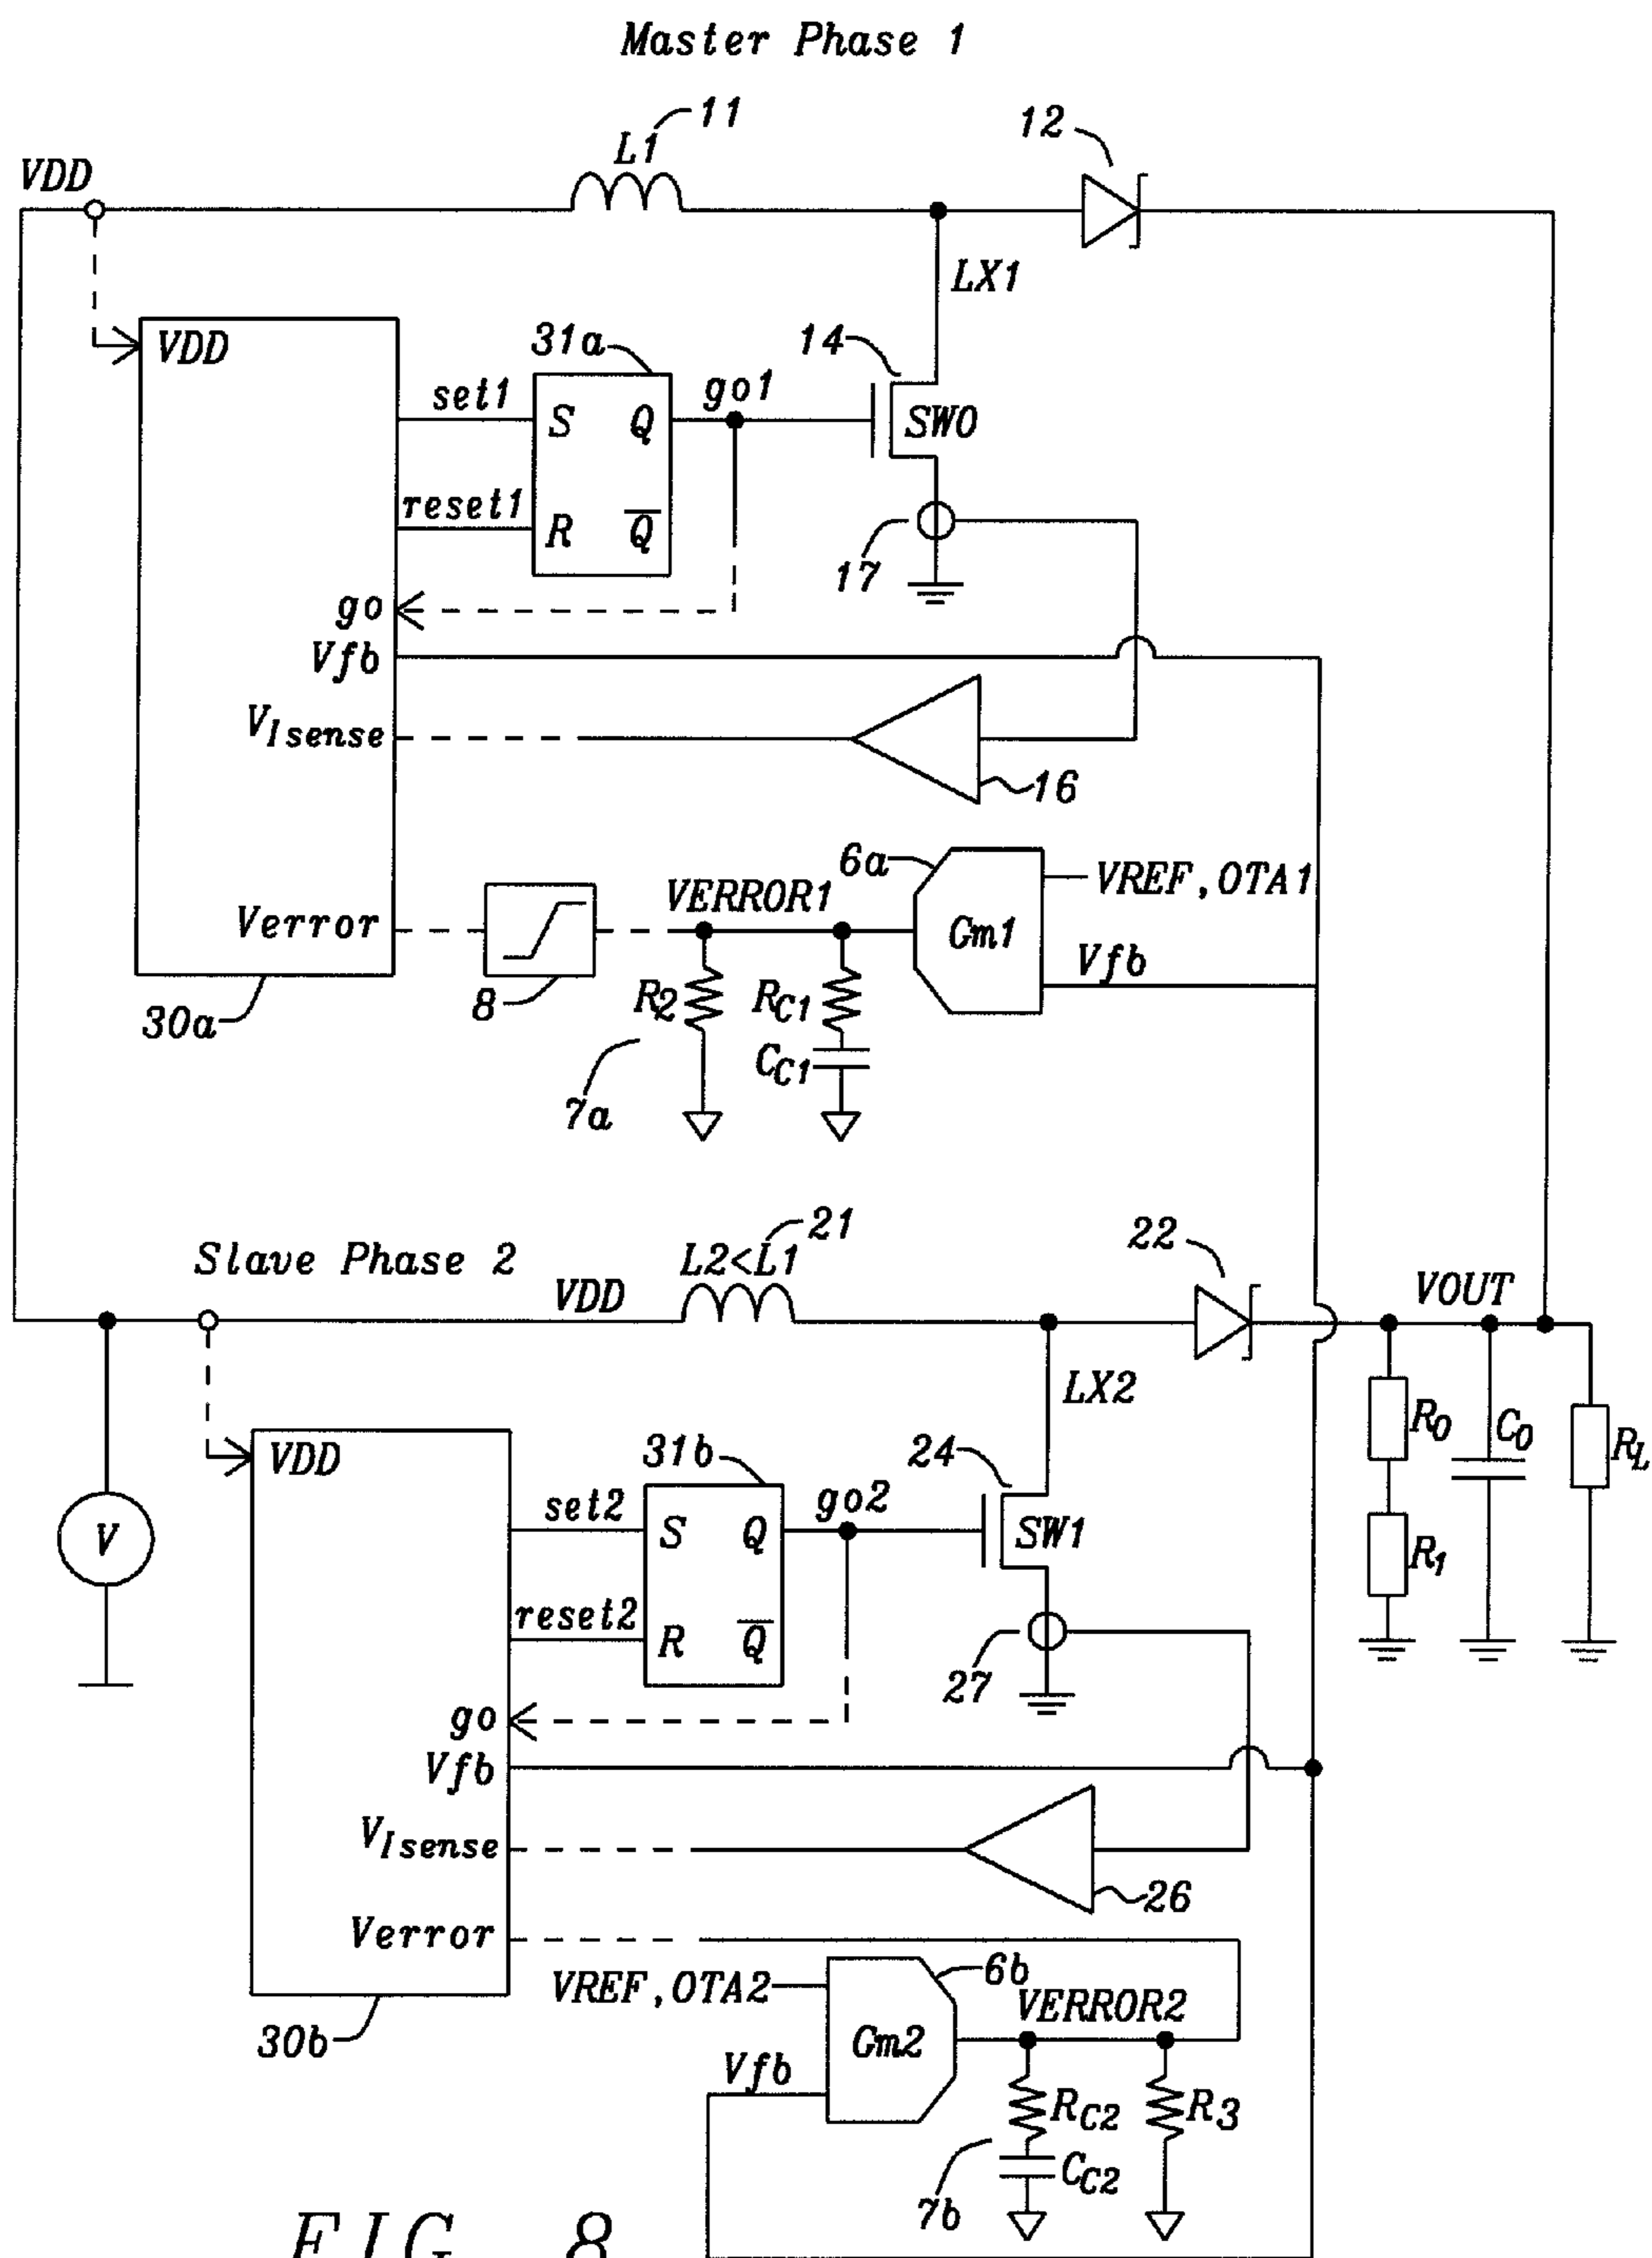 Master Phase 1
11
12
L1
VDD
LX1
VDD
31a
14
set1
go1
S Q
SW0
reset1
R Q̅
17
go
Vfb
VIsense
16
6a
VREF,OTA1
VERROR1
Verror
Gm1
Vfb
8
R2
RC1
30a
CC1
7a
21
22
Slave Phase 2
L2<L1
VDD
VOUT
LX2
R0
C0
RL
31b
24
VDD
set2
go2
S Q
SW1
V
R1
reset2
R Q̅
27
go
Vfb
VIsense
26
Verror
6b
VREF,OTA2
VERROR2
30b
Gm2
Vfb
RC2
R3
CC2
7b
FIG. 8